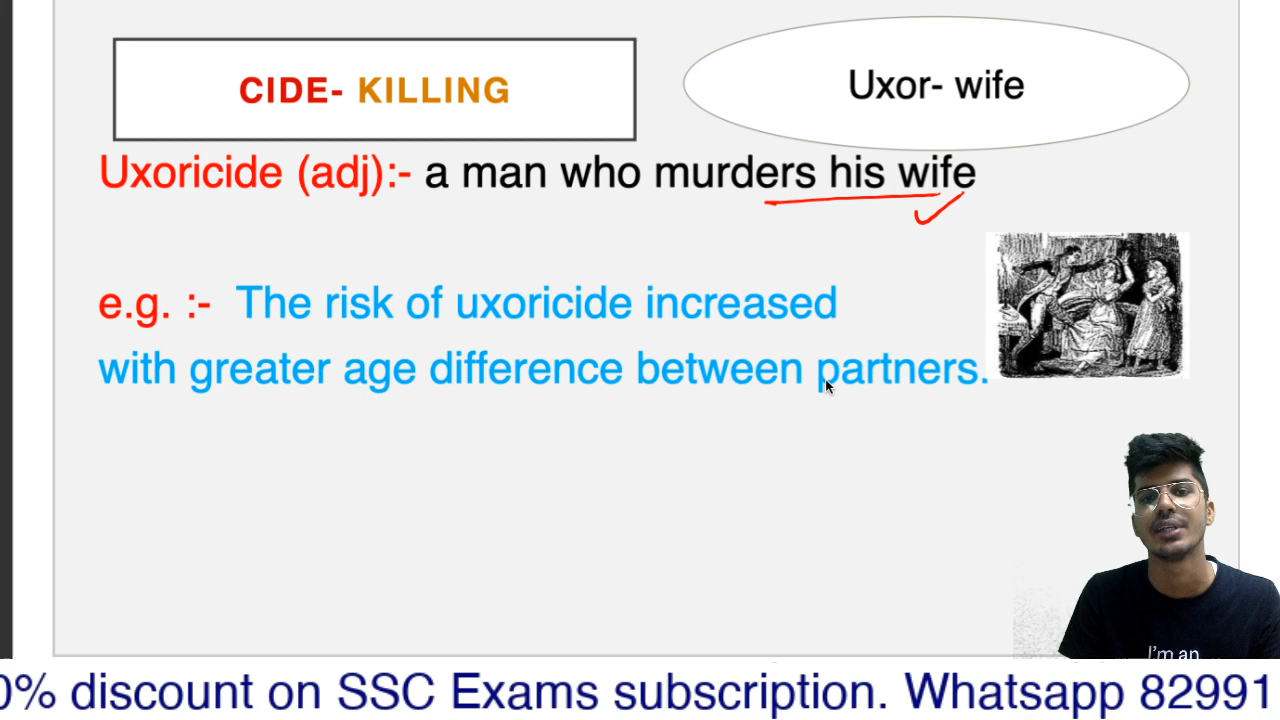 CIDE- KILLING
Uxor- wife
Uxoricide (adj):- a man who murders his wife
e.g. :- The risk of uxoricide increased
with greater age difference between partners.
I'm an
0% discount on SSC Exams subscription. Whatsapp 82991